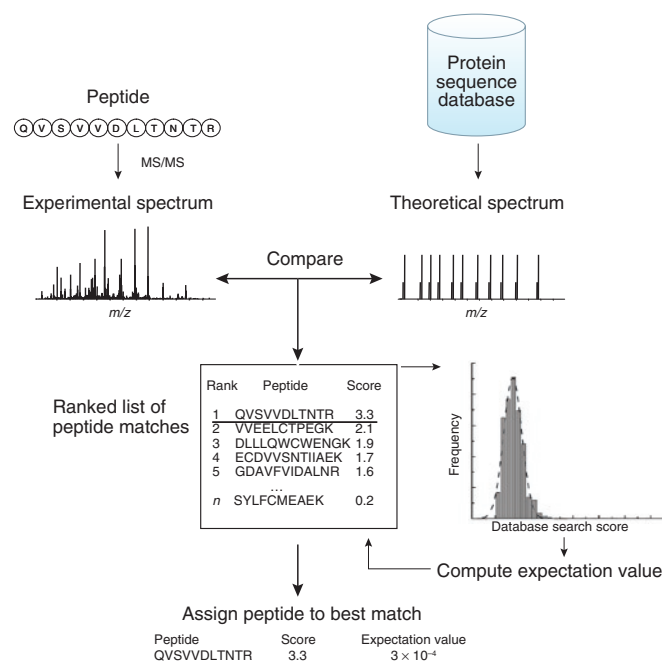 Protein
sequence
database
Peptide
Q V S V V D L T N T R
MS/MS
Experimental spectrum
Theoretical spectrum
Compare
m/z
m/z
Ranked list of
peptide matches
Rank Peptide Score
1 QVSVVDLTNTR 3.3
2 VVEELCTPEGK 2.1
3 DLLLQWCWENGK 1.9
4 ECDVVSNTIIAEK 1.7
5 GDAVFVIDALNR 1.6
...
n SYLFCMEAEK 0.2
Frequency
Database search score
Compute expectation value
Assign peptide to best match
Peptide Score Expectation value
QVSVVDLTNTR 3.3 3 × 10⁻⁴